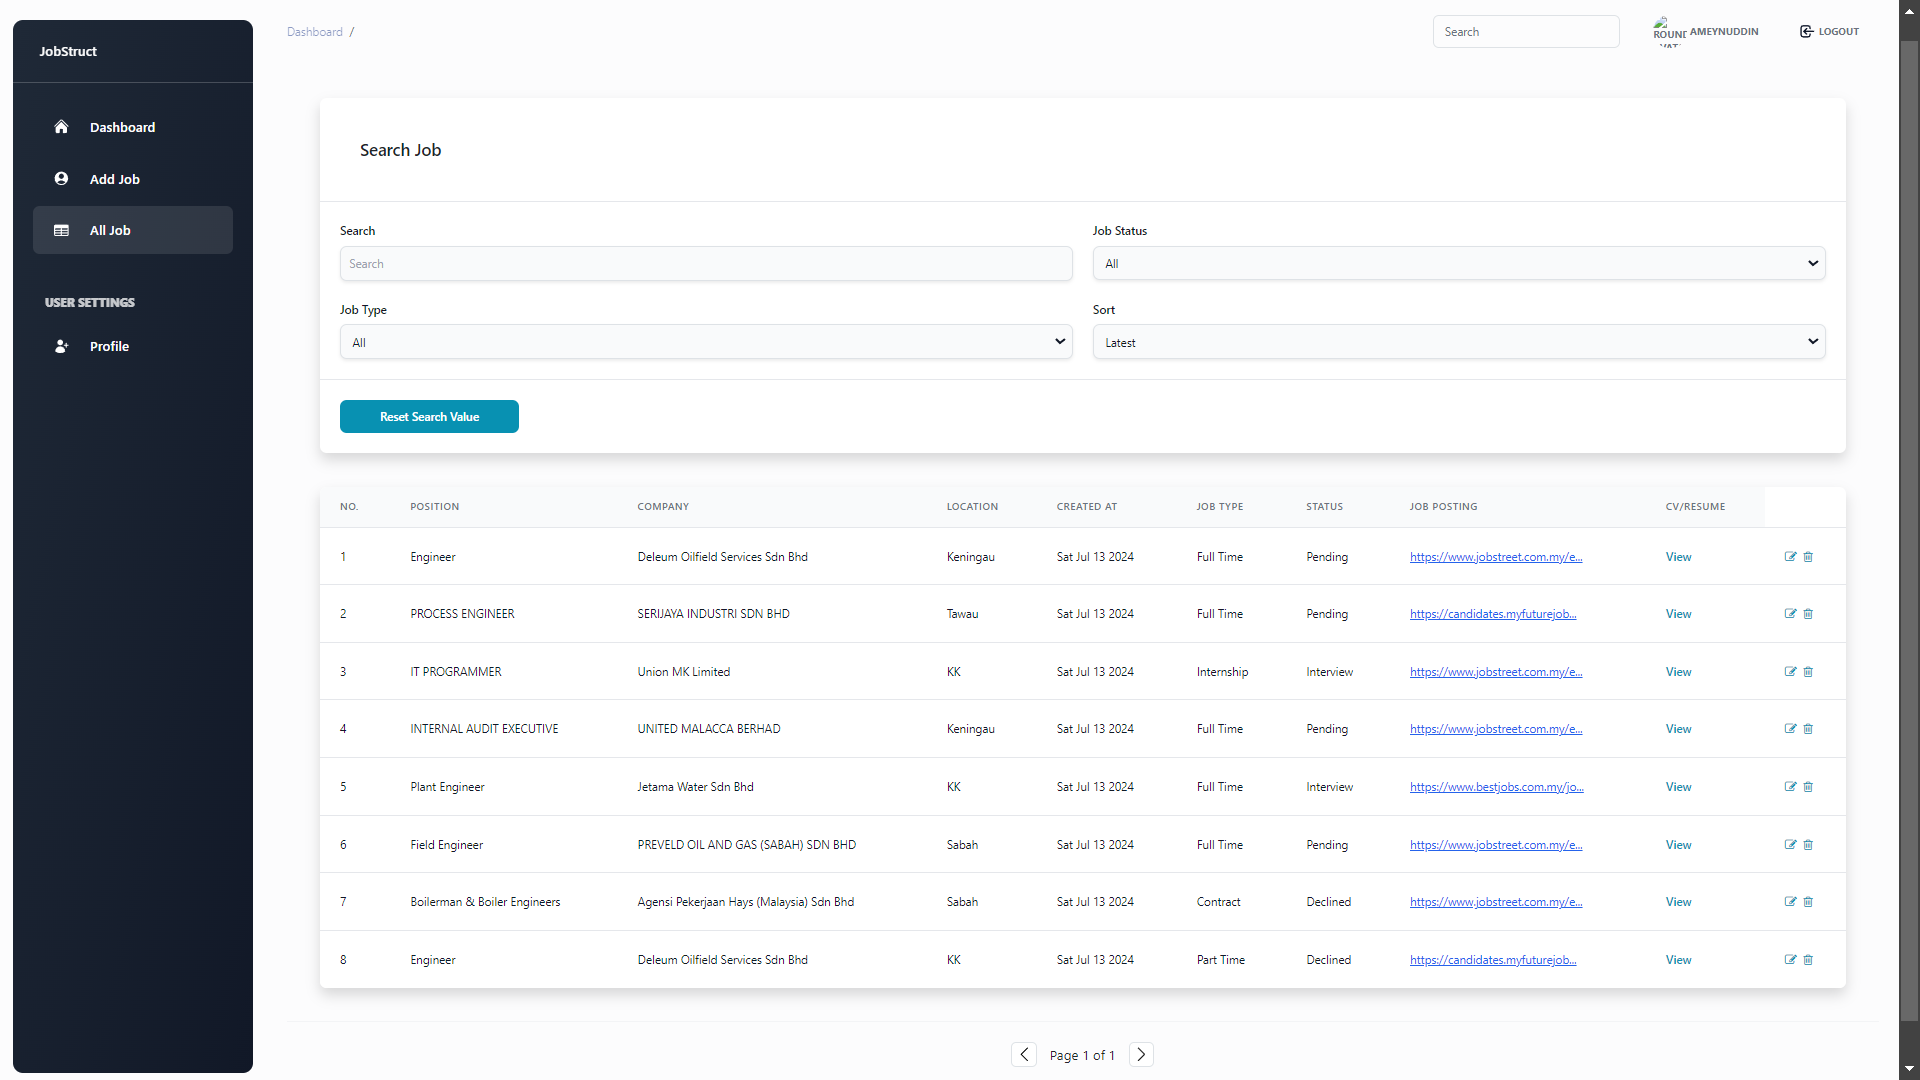 JobStruct
Dashboard
Add Job
All Job
USER SETTINGS
Profile
Dashboard /
Search
ROUND
AMEYNUDDIN
LOGOUT
Search Job
Search
Search
Job Status
All
Job Type
All
Sort
Latest
Reset Search Value
NO. POSITION COMPANY LOCATION CREATED AT JOB TYPE STATUS JOB POSTING CV/RESUME
1 Engineer Deleum Oilfield Services Sdn Bhd Keningau Sat Jul 13 2024 Full Time Pending https://www.jobstreet.com.my/e... View
2 PROCESS ENGINEER SERIJAYA INDUSTRI SDN BHD Tawau Sat Jul 13 2024 Full Time Pending https://candidates.myfuturejob... View
3 IT PROGRAMMER Union MK Limited KK Sat Jul 13 2024 Internship Interview https://www.jobstreet.com.my/e... View
4 INTERNAL AUDIT EXECUTIVE UNITED MALACCA BERHAD Keningau Sat Jul 13 2024 Full Time Pending https://www.jobstreet.com.my/e... View
5 Plant Engineer Jetama Water Sdn Bhd KK Sat Jul 13 2024 Full Time Interview https://www.bestjobs.com.my/jo... View
6 Field Engineer PREVELD OIL AND GAS (SABAH) SDN BHD Sabah Sat Jul 13 2024 Full Time Pending https://www.jobstreet.com.my/e... View
7 Boilerman & Boiler Engineers Agensi Pekerjaan Hays (Malaysia) Sdn Bhd Sabah Sat Jul 13 2024 Contract Declined https://www.jobstreet.com.my/e... View
8 Engineer Deleum Oilfield Services Sdn Bhd KK Sat Jul 13 2024 Part Time Declined https://candidates.myfuturejob... View
Page 1 of 1